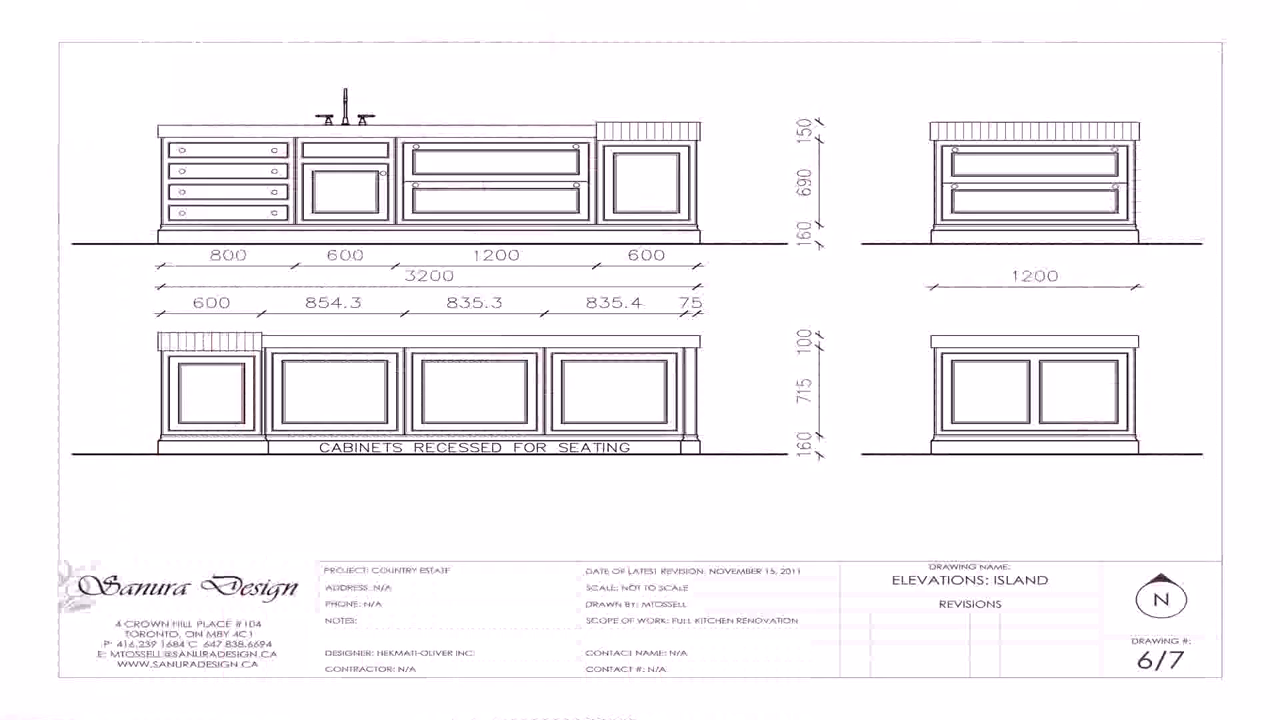 150
690
160
800 600 1200 600
3200
1200
600 854.3 835.3 835.4 75
100
715
160
CABINETS RECESSED FOR SEATING
Sanura Design
4 CROWN HILL PLACE #104
TORONTO, ON M8Y 4C1
P: 416.239 1684 C 647 838.6694
E: MTOSSELL@SANURADESIGN.CA
WWW.SANURADESIGN.CA
PROJECT: COUNTRY ESTATE
ADDRESS: N/A
PHONE: N/A
NOTES:
DESIGNER: HEKMATI-OLIVER INC:
CONTRACTOR: N/A
DATE OF LATEST REVISION: NOVEMBER 15, 2011
SCALE: NOT TO SCALE
DRAWN BY: MTOSSELL
SCOPE OF WORK: FULL KITCHEN RENOVATION
CONTACT NAME: N/A
CONTACT #: N/A
DRAWING NAME:
ELEVATIONS: ISLAND
REVISIONS
N
DRAWING #:
6/7